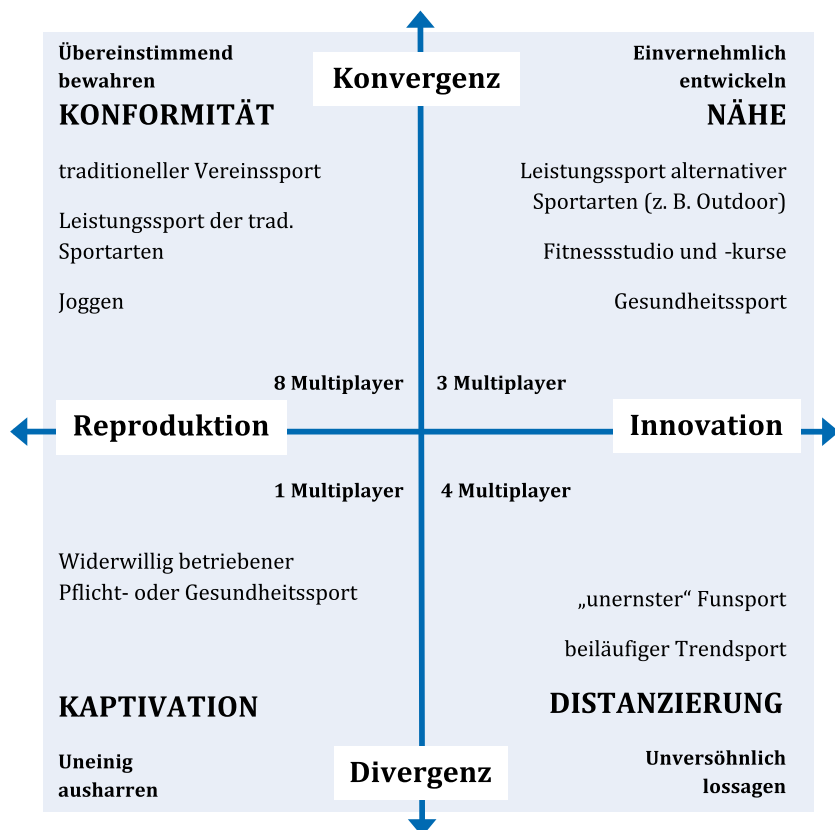 Übereinstimmend
bewahren
KONFORMITÄT
traditioneller Vereinssport
Leistungssport der trad.
Sportarten
Joggen
8 Multiplayer
Konvergenz
Einvernehmlich
entwickeln
NÄHE
Leistungssport alternativer
Sportarten (z. B. Outdoor)
Fitnessstudio und -kurse
Gesundheitssport
3 Multiplayer
Reproduktion
Innovation
1 Multiplayer
Widerwillig betriebener
Pflicht- oder Gesundheitssport
KAPTIVATION
Uneinig
ausharren
4 Multiplayer
„unernster“ Funsport
beiläufiger Trendsport
DISTANZIERUNG
Unversöhnlich
lossagen
Divergenz